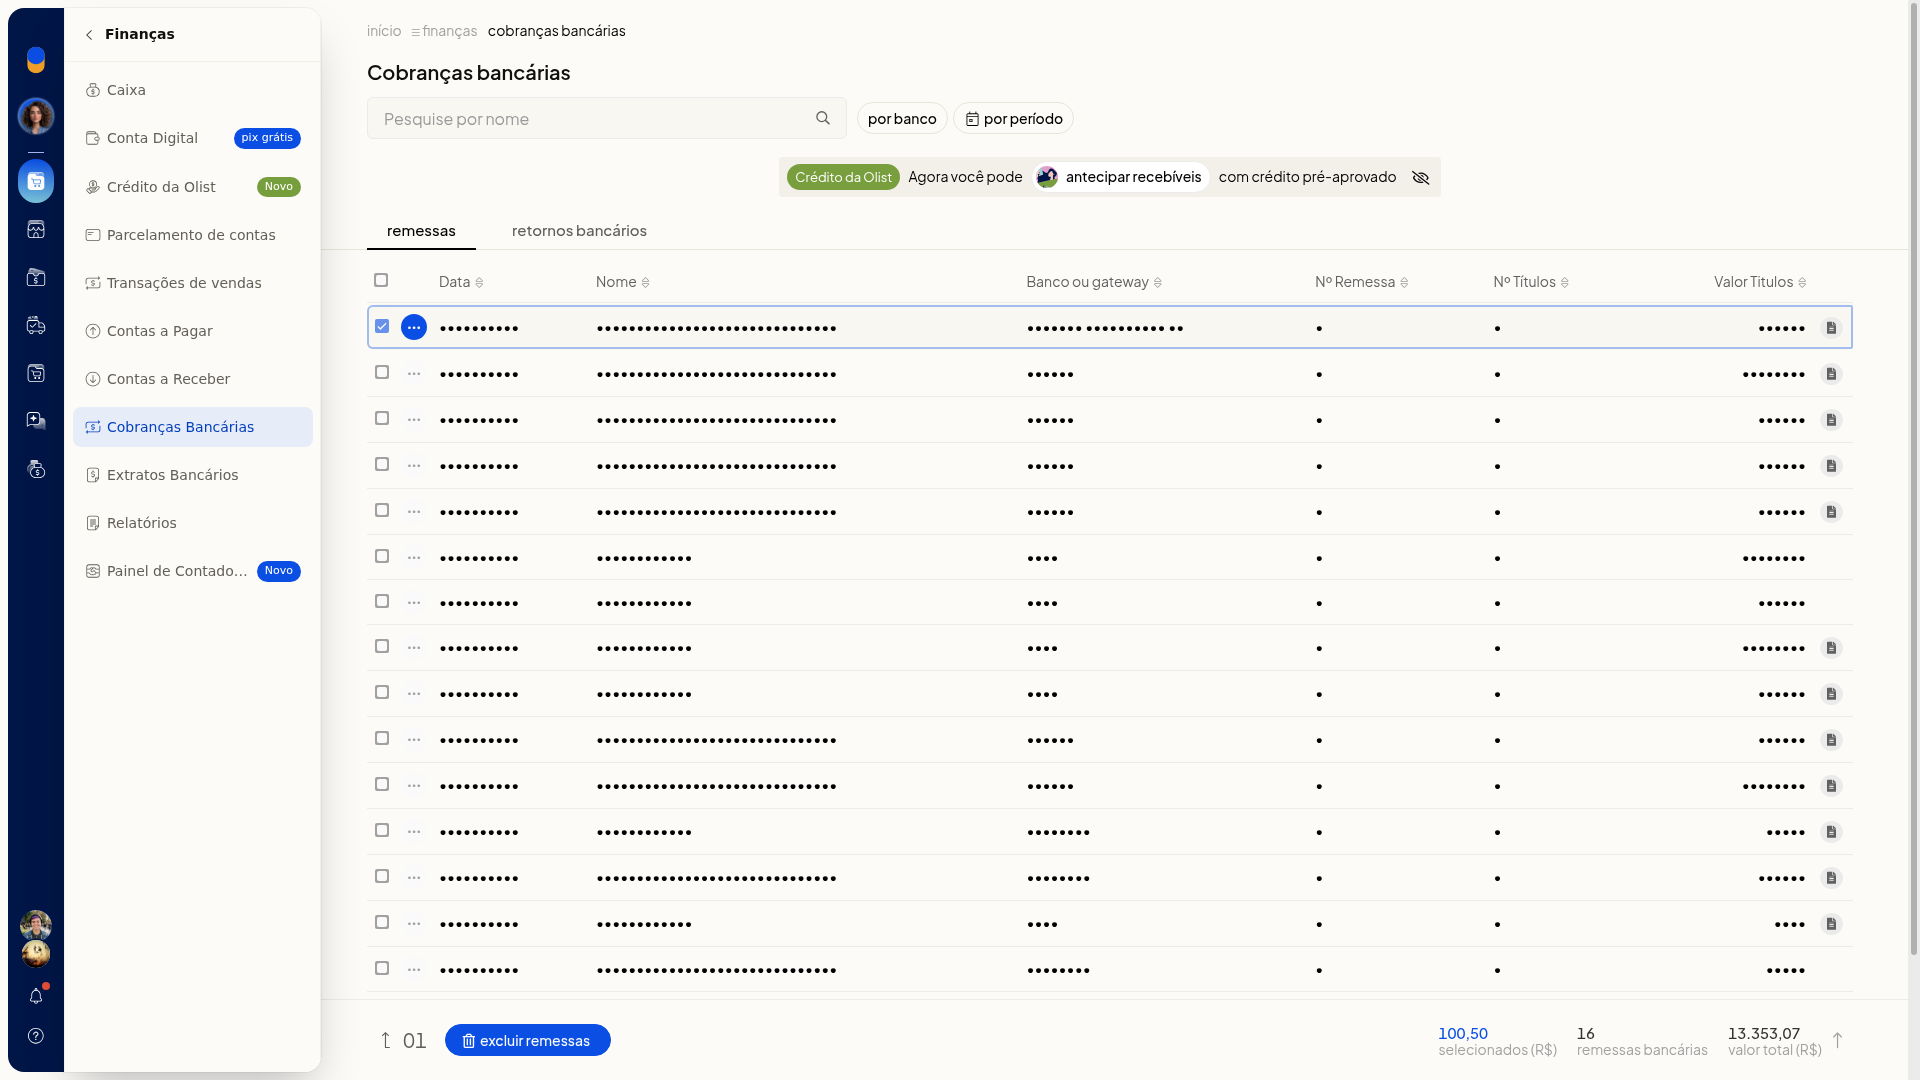 Finanças
Caixa
Conta Digital pix grátis
Crédito da Olist Novo
Parcelamento de contas
Transações de vendas
Contas a Pagar
Contas a Receber
Cobranças Bancárias
Extratos Bancários
Relatórios
Painel de Contado... Novo
início finanças cobranças bancárias
Cobranças bancárias
Pesquise por nome por banco por período
Crédito da Olist Agora você pode antecipar recebíveis com crédito pré-aprovado
remessas retornos bancários
Data Nome Banco ou gateway Nº Remessa Nº Títulos Valor Titulos
•••••••••• •••••••••••••••••••••••••••••• ••••••• •••••••••• •• • • ••••••
•••••••••• •••••••••••••••••••••••••••••• •••••• • • ••••••••
•••••••••• •••••••••••••••••••••••••••••• •••••• • • ••••••
•••••••••• •••••••••••••••••••••••••••••• •••••• • • ••••••
•••••••••• •••••••••••••••••••••••••••••• •••••• • • ••••••
•••••••••• •••••••••••• •••• • • ••••••••
•••••••••• •••••••••••• •••• • • ••••••
•••••••••• •••••••••••• •••• • • ••••••••
•••••••••• •••••••••••• •••• • • ••••••
•••••••••• •••••••••••••••••••••••••••••• •••••• • • ••••••
•••••••••• •••••••••••••••••••••••••••••• •••••• • • ••••••••
•••••••••• •••••••••••• •••••••• • • •••••
•••••••••• •••••••••••••••••••••••••••••• •••••••• • • ••••••
•••••••••• •••••••••••• •••• • • ••••
•••••••••• •••••••••••••••••••••••••••••• •••••••• • • •••••
01 excluir remessas
100,50 16 13.353,07
selecionados (R$) remessas bancárias valor total (R$)